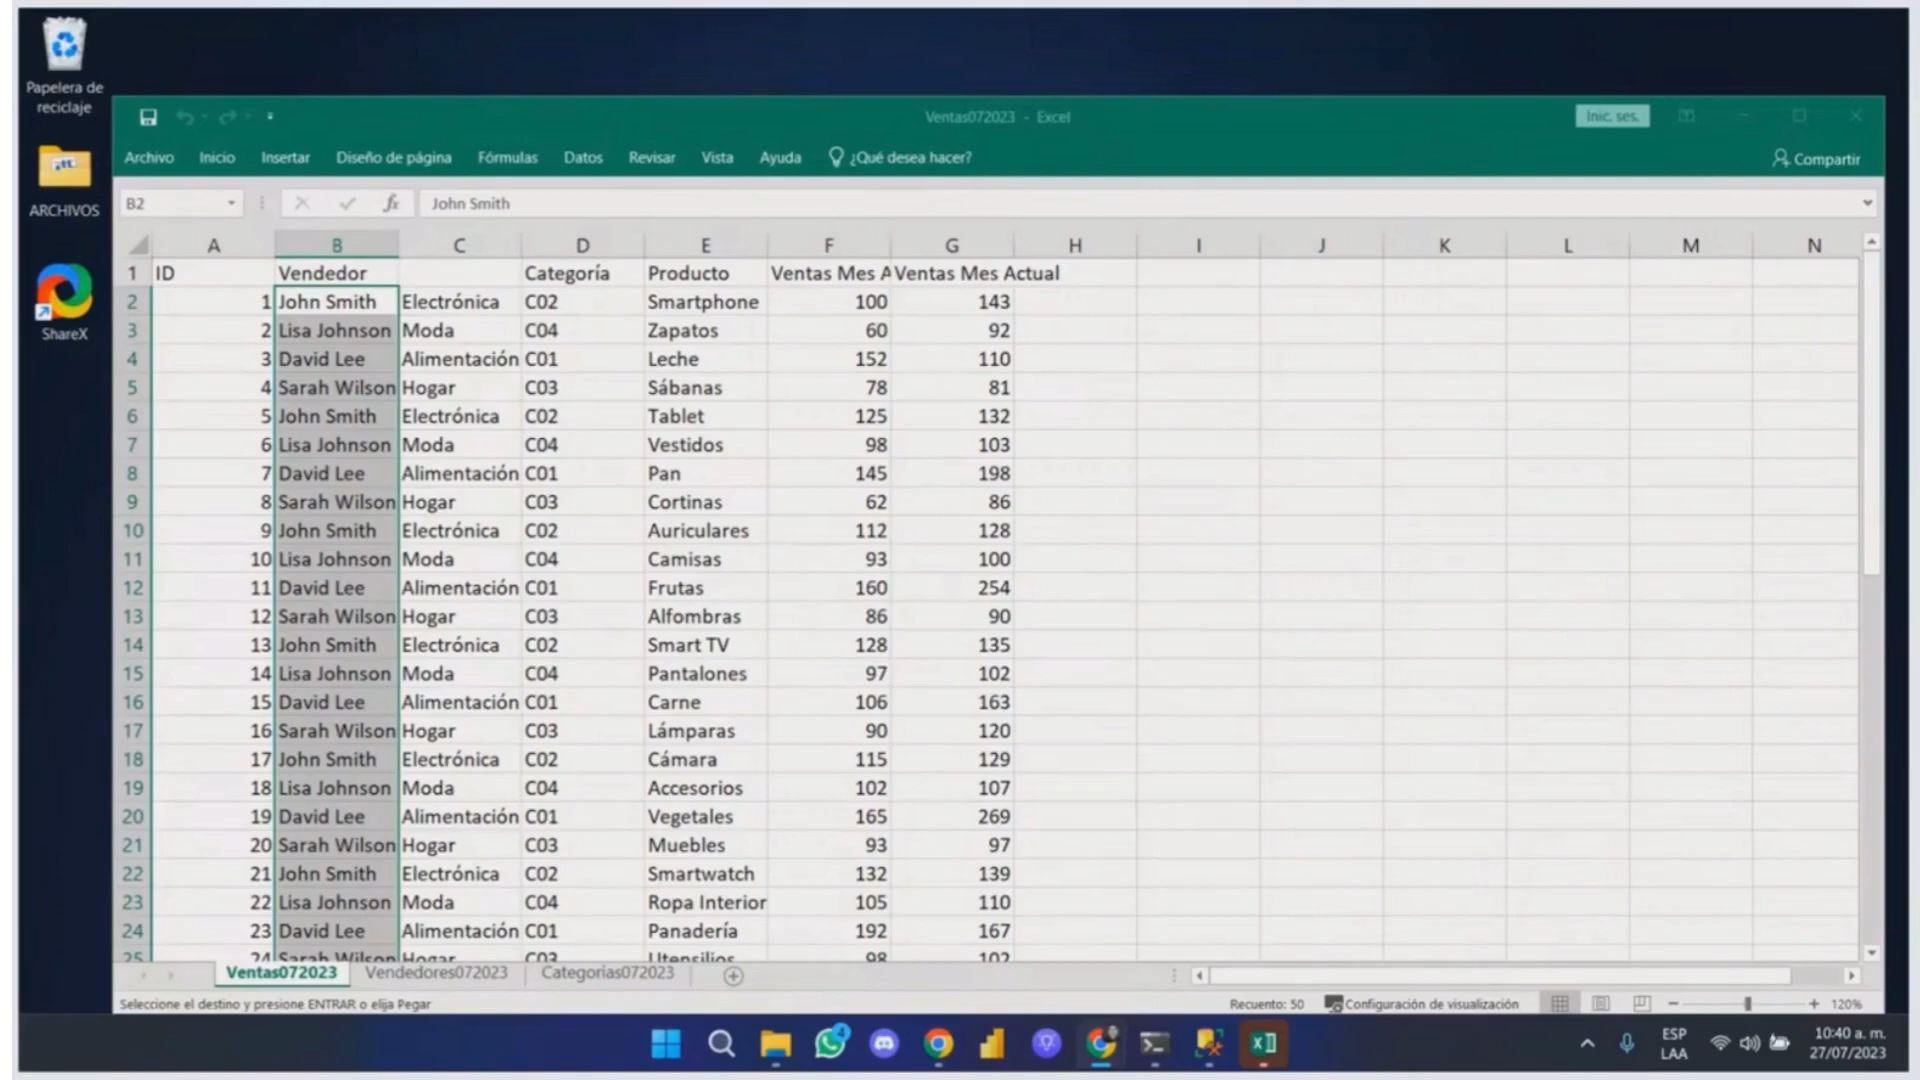 Papelera de
reciclaje
ARCHIVOS
ShareX
Ventas072023 - Excel
Inic. ses.
Archivo Inicio Insertar Diseño de página Fórmulas Datos Revisar Vista Ayuda ¿Qué desea hacer? Compartir
B2 fx John Smith
A B C D E F G H I J K L M N
1 ID Vendedor Categoría Producto Ventas Mes A Ventas Mes Actual
2 1 John Smith Electrónica C02 Smartphone 100 143
3 2 Lisa Johnson Moda C04 Zapatos 60 92
4 3 David Lee Alimentación C01 Leche 152 110
5 4 Sarah Wilson Hogar C03 Sábanas 78 81
6 5 John Smith Electrónica C02 Tablet 125 132
7 6 Lisa Johnson Moda C04 Vestidos 98 103
8 7 David Lee Alimentación C01 Pan 145 198
9 8 Sarah Wilson Hogar C03 Cortinas 62 86
10 9 John Smith Electrónica C02 Auriculares 112 128
11 10 Lisa Johnson Moda C04 Camisas 93 100
12 11 David Lee Alimentación C01 Frutas 160 254
13 12 Sarah Wilson Hogar C03 Alfombras 86 90
14 13 John Smith Electrónica C02 Smart TV 128 135
15 14 Lisa Johnson Moda C04 Pantalones 97 102
16 15 David Lee Alimentación C01 Carne 106 163
17 16 Sarah Wilson Hogar C03 Lámparas 90 120
18 17 John Smith Electrónica C02 Cámara 115 129
19 18 Lisa Johnson Moda C04 Accesorios 102 107
20 19 David Lee Alimentación C01 Vegetales 165 269
21 20 Sarah Wilson Hogar C03 Muebles 93 97
22 21 John Smith Electrónica C02 Smartwatch 132 139
23 22 Lisa Johnson Moda C04 Ropa Interior 105 110
24 23 David Lee Alimentación C01 Panadería 192 167
25 24 Sarah Wilson Hogar C03 Utensilios 98 102
Ventas072023 Vendedores072023 Categorias072023
Seleccione el destino y presione ENTRAR o elija Pegar Recuento: 50 Configuración de visualización 120%
4
ESP
LAA
10:40 a. m.
27/07/2023